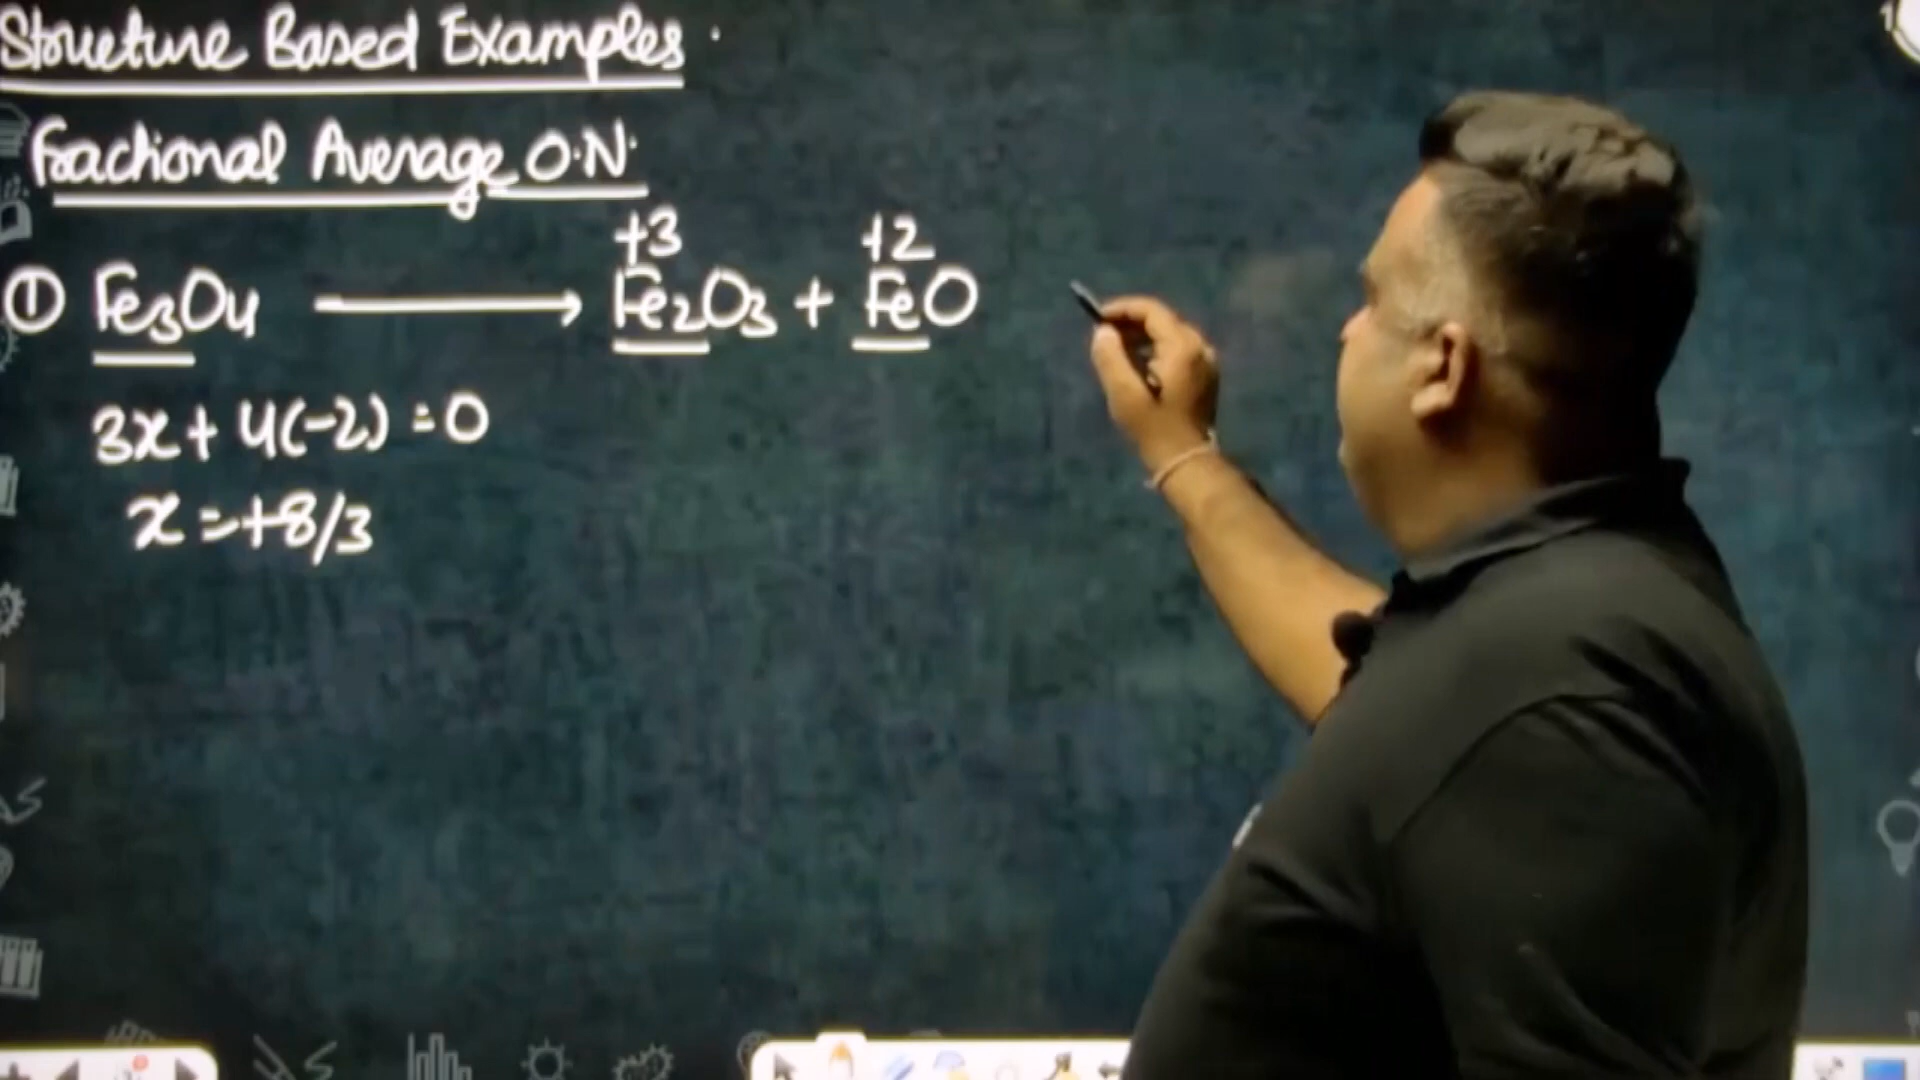 Structure Based Examples
Fractional Average O.N.
+3 +2
① Fe3O4 ⟶ Fe2O3 + FeO
3x + 4(-2) = 0
x = +8/3